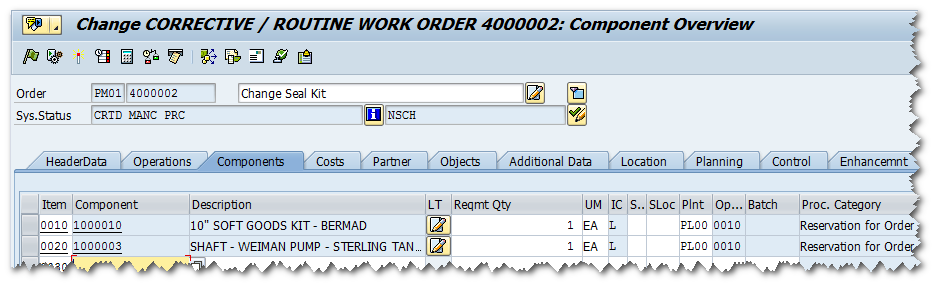 Change CORRECTIVE / ROUTINE WORK ORDER 4000002: Component Overview
Order PM01 4000002 Change Seal Kit
Sys.Status CRTD MANC PRC NSCH
HeaderData Operations Components Costs Partner Objects Additional Data Location Planning Control Enhancemnt
Item Component Description LT Reqmt Qty UM IC S.. SLoc Plnt Op... Batch Proc. Category
0010 1000010 10" SOFT GOODS KIT - BERMAD 1 EA L PL00 0010 Reservation for Order
0020 1000003 SHAFT - WEIMAN PUMP - STERLING TAN... 1 EA L PL00 0010 Reservation for Order